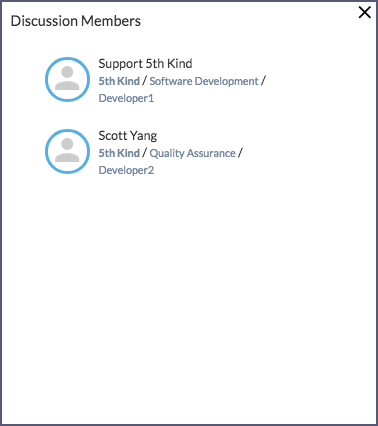 Discussion Members
Support 5th Kind
5th Kind / Software Development /
Developer1
Scott Yang
5th Kind / Quality Assurance /
Developer2